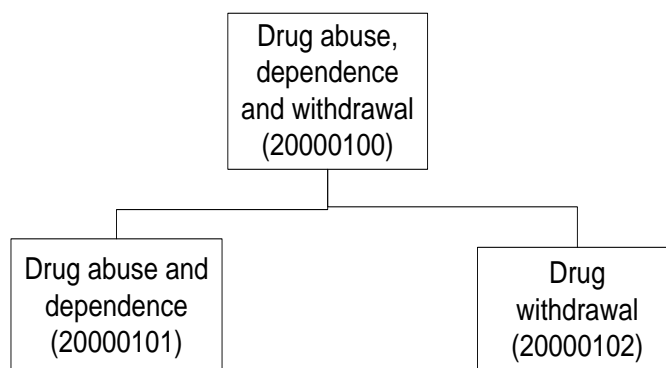 Drug abuse,
dependence
and withdrawal
(20000100)
Drug abuse and
dependence
(20000101)
Drug
withdrawal
(20000102)